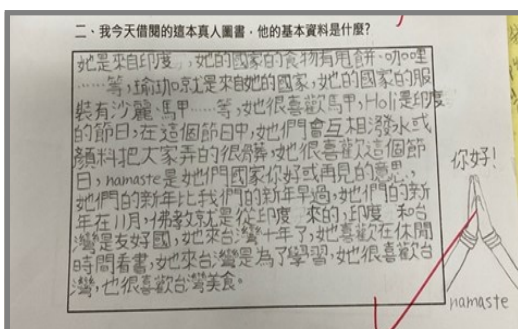 二、我今天借閱的這本真人圖書，他的基本資料是什麼?
她是來自印度，她的國家的食物有甩餅、咖哩
……等，瑜珈就是來自她的國家，她的國家的服
裝有沙麗、馬甲……等，她很喜歡馬甲，Holi是印度
的節日，在這個節日中，她們會互相潑水或
顏料把大家弄的很髒，她很喜歡這個節
日，namaste是她們國家你好或再見的意思，
她們的新年比我們的新年早過，她們的新
年在11月，佛教就是從印度 來的，印度 和台
灣是友好國，她來台灣十年了，她喜歡在休閒
時間看書，她來台灣是為了學習，她很喜歡台
灣，也很喜歡台灣美食。
你好!
namaste